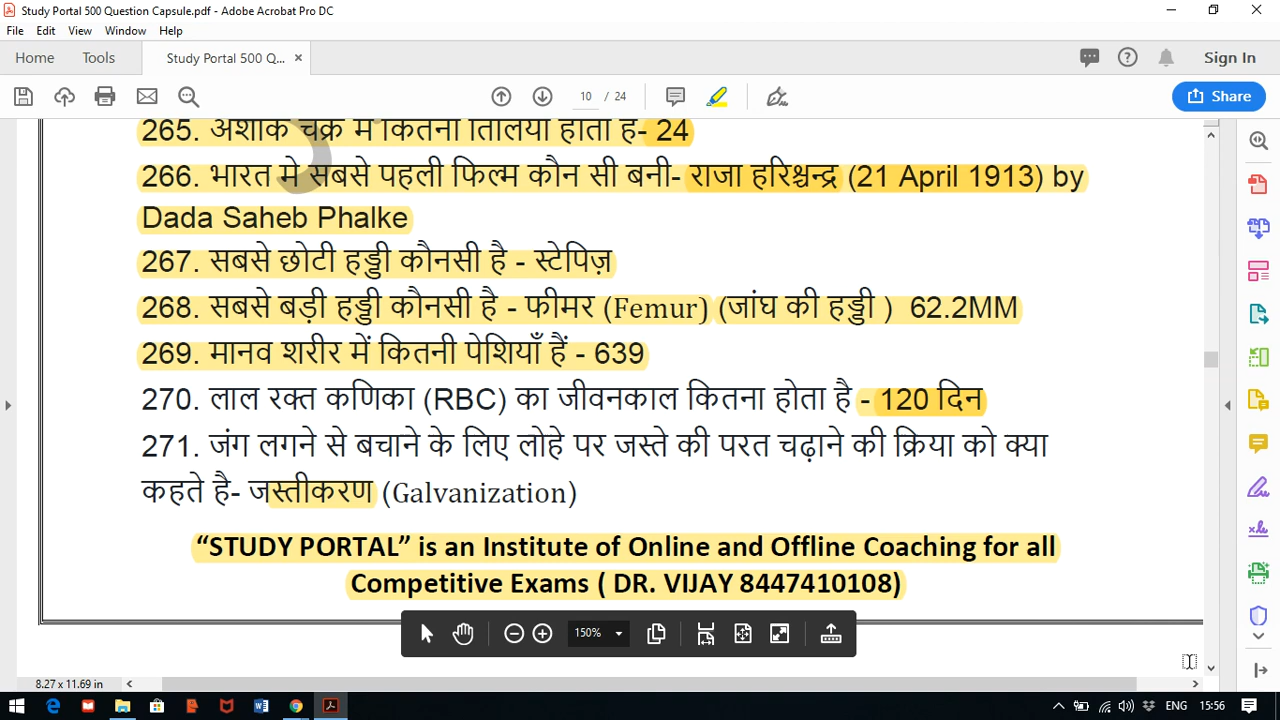 Study Portal 500 Question Capsule.pdf - Adobe Acrobat Pro DC
File Edit View Window Help
Home Tools Study Portal 500 Q... × Sign In
10 / 24 Share
265. अशोक चक्र में कितनी तिलियाँ होती है- 24
266. भारत मे सबसे पहली फिल्म कौन सी बनी- राजा हरिश्चन्द्र (21 April 1913) by
Dada Saheb Phalke
267. सबसे छोटी हड्डी कौनसी है - स्टेपिज़
268. सबसे बड़ी हड्डी कौनसी है - फीमर (Femur) (जांघ की हड्डी ) 62.2MM
269. मानव शरीर में कितनी पेशियाँ हैं - 639
270. लाल रक्त कणिका (RBC) का जीवनकाल कितना होता है - 120 दिन
271. जंग लगने से बचाने के लिए लोहे पर जस्ते की परत चढ़ाने की क्रिया को क्या
कहते है- जस्तीकरण (Galvanization)
“STUDY PORTAL” is an Institute of Online and Offline Coaching for all
Competitive Exams ( DR. VIJAY 8447410108)
150%
8.27 x 11.69 in
ENG 15:56